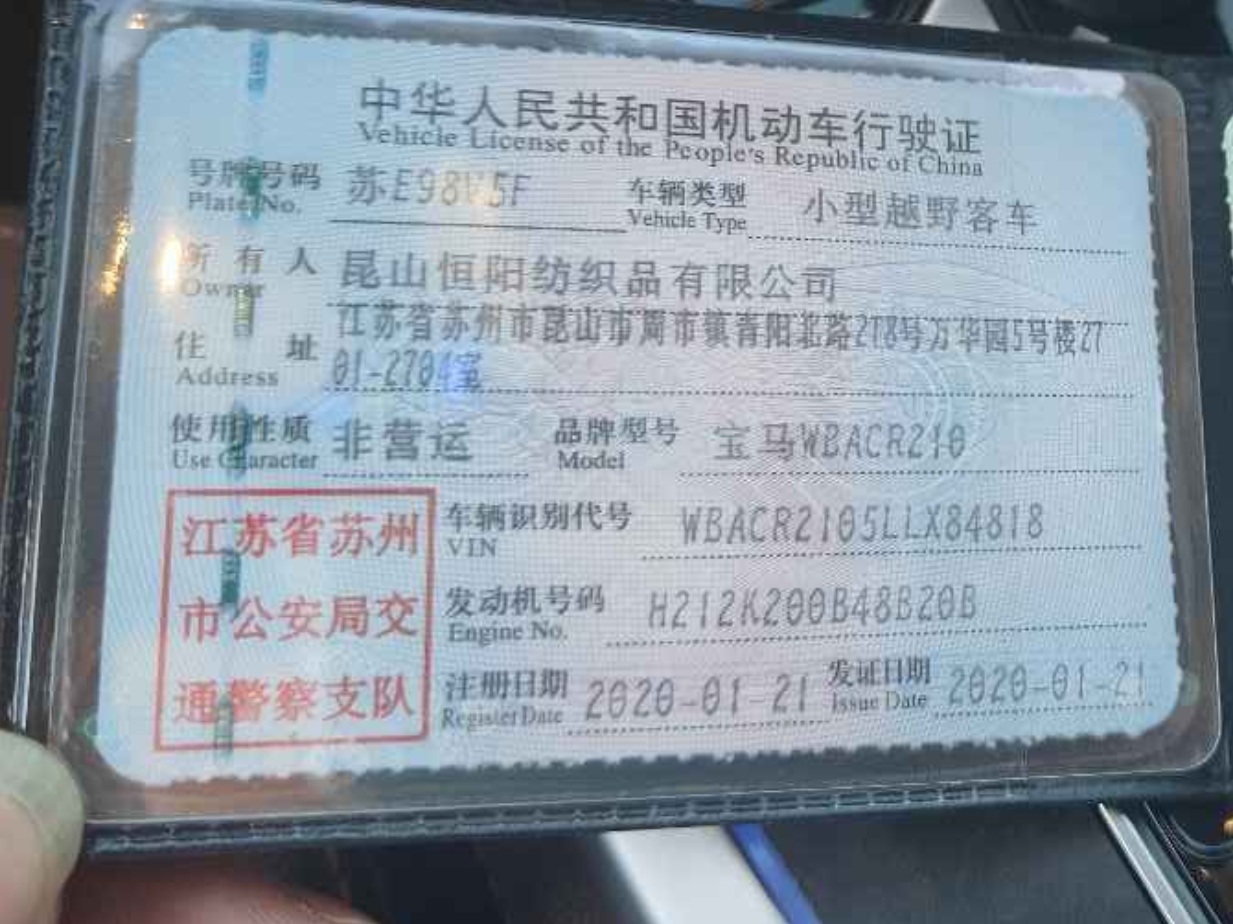 中华人民共和国机动车行驶证
Vehicle License of the People's Republic of China
号牌号码 苏E98V5F 车辆类型 小型越野客车
Plate No. Vehicle Type
所有人 昆山恒阳纺织品有限公司
Owner
住址 江苏省苏州市昆山市周市镇青阳北路278号万华园5号楼27
Address 01-2704室
使用性质 非营运 品牌型号 宝马WBACR210
Use Character Model
江苏省苏州 车辆识别代号 WBACR2105LLX84818
VIN
市公安局交 发动机号码 H212K200B48B20B
Engine No.
通警察支队 注册日期 2020-01-21 发证日期 2020-01-21
Register Date Issue Date